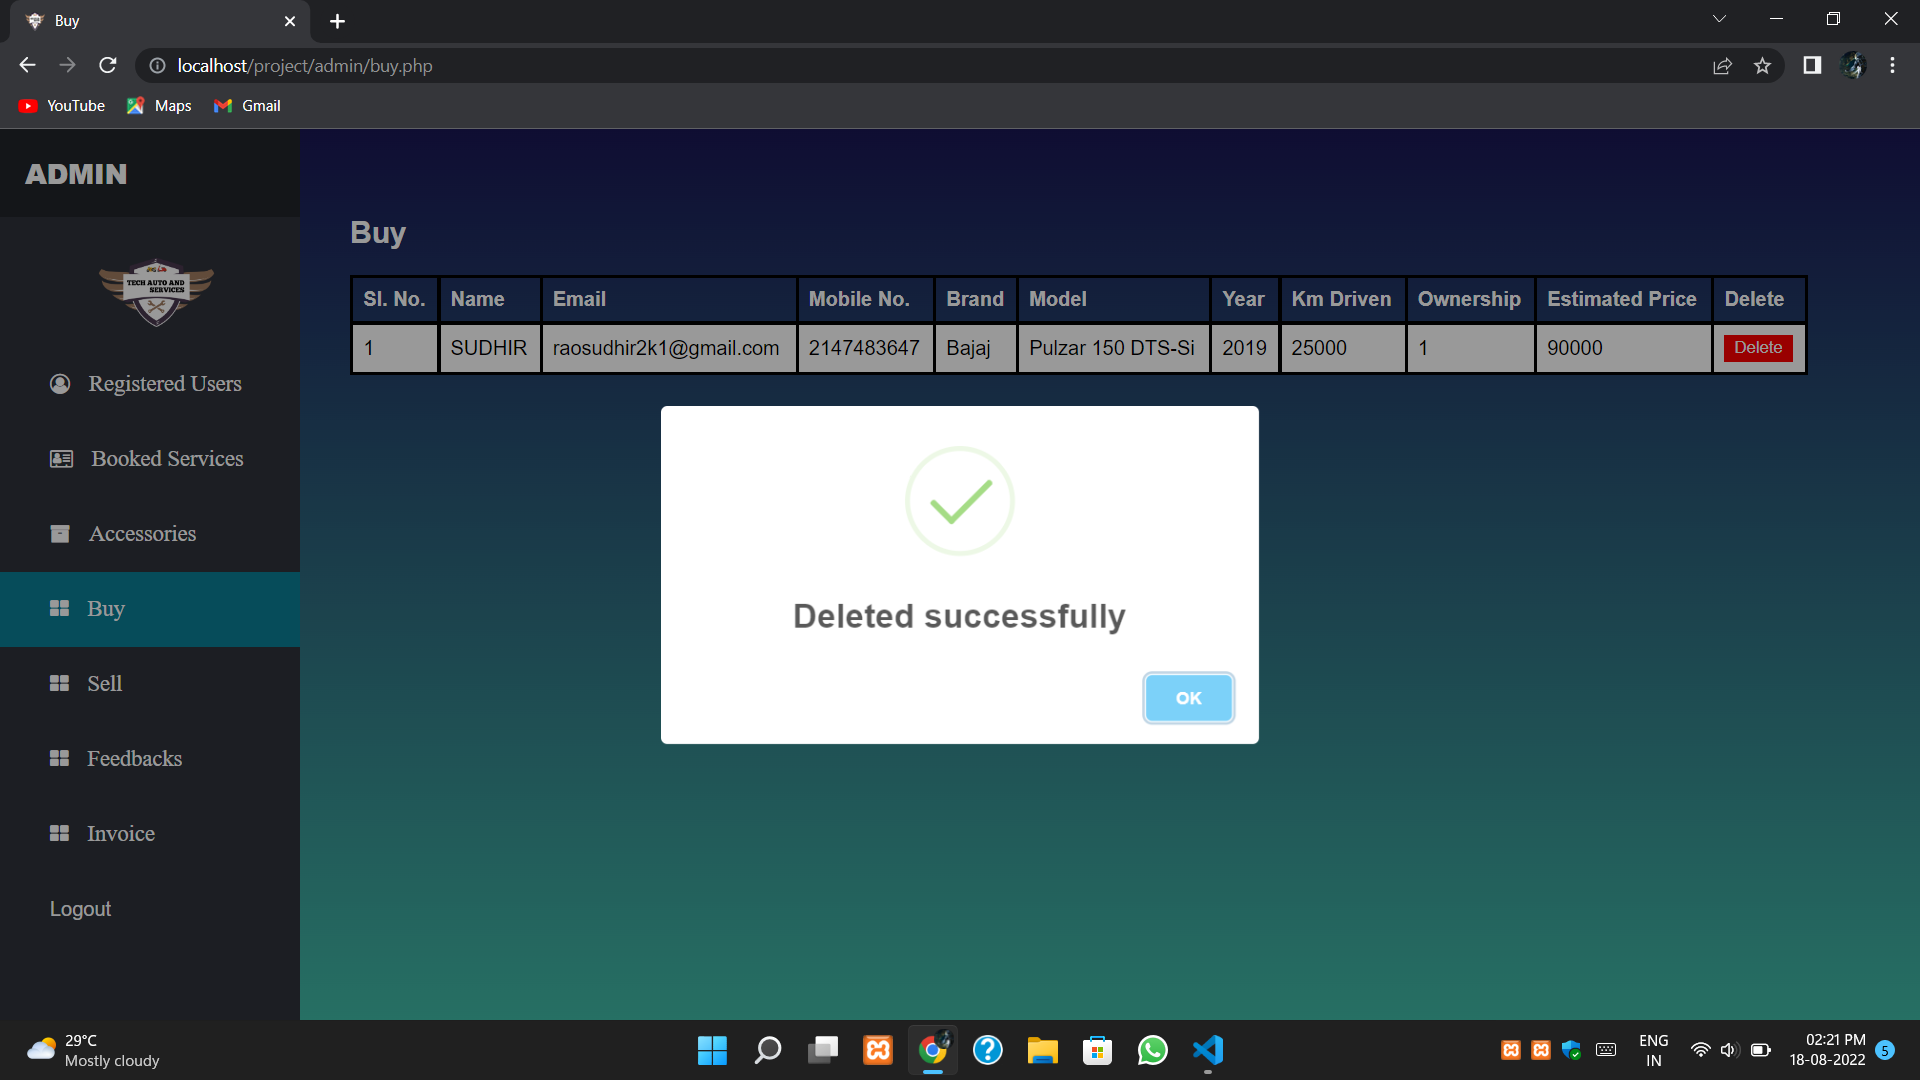 Buy
localhost/project/admin/buy.php
YouTube Maps Gmail
ADMIN
TECH AUTO AND
SERVICES
Registered Users
Booked Services
Accessories
Buy
Sell
Feedbacks
Invoice
Logout
Buy
Sl. No. Name Email Mobile No. Brand Model Year Km Driven Ownership Estimated Price Delete
1 SUDHIR raosudhir2k1@gmail.com 2147483647 Bajaj Pulzar 150 DTS-Si 2019 25000 1 90000 Delete
Deleted successfully
OK
29°C
Mostly cloudy
ENG
IN
02:21 PM
18-08-2022
5